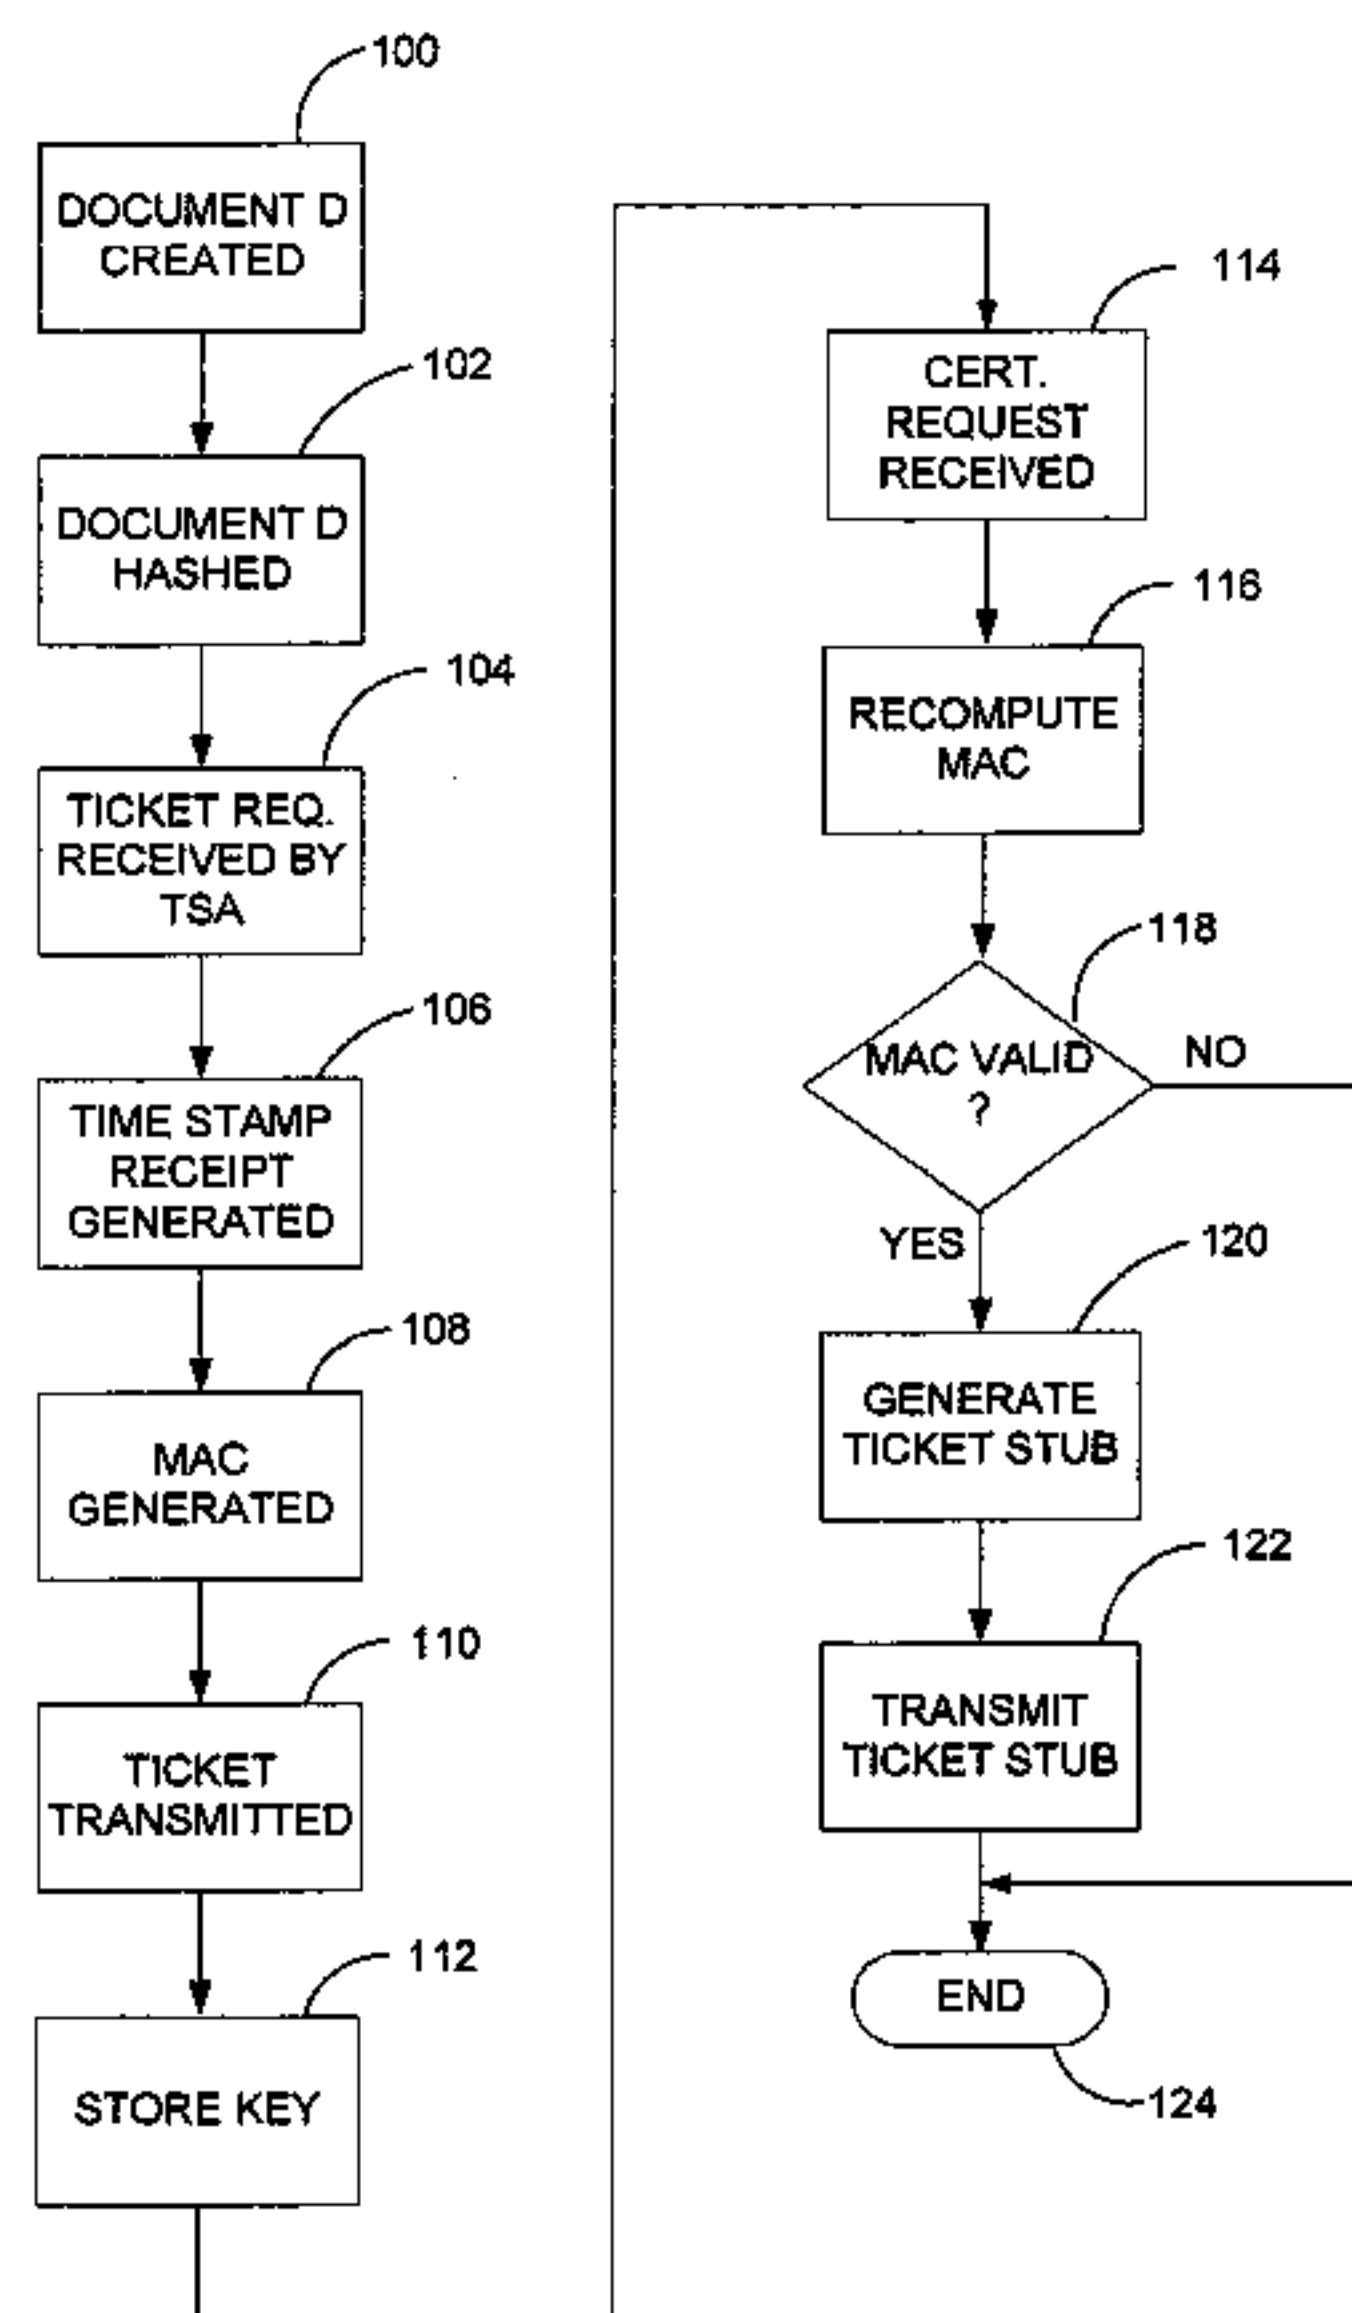 100
DOCUMENT D
CREATED
102
DOCUMENT D
HASHED
104
TICKET REQ.
RECEIVED BY
TSA
106
TIME STAMP
RECEIPT
GENERATED
108
MAC
GENERATED
110
TICKET
TRANSMITTED
112
STORE KEY
114
CERT.
REQUEST
RECEIVED
116
RECOMPUTE
MAC
118
MAC VALID
?
NO
YES
120
GENERATE
TICKET STUB
122
TRANSMIT
TICKET STUB
END
124